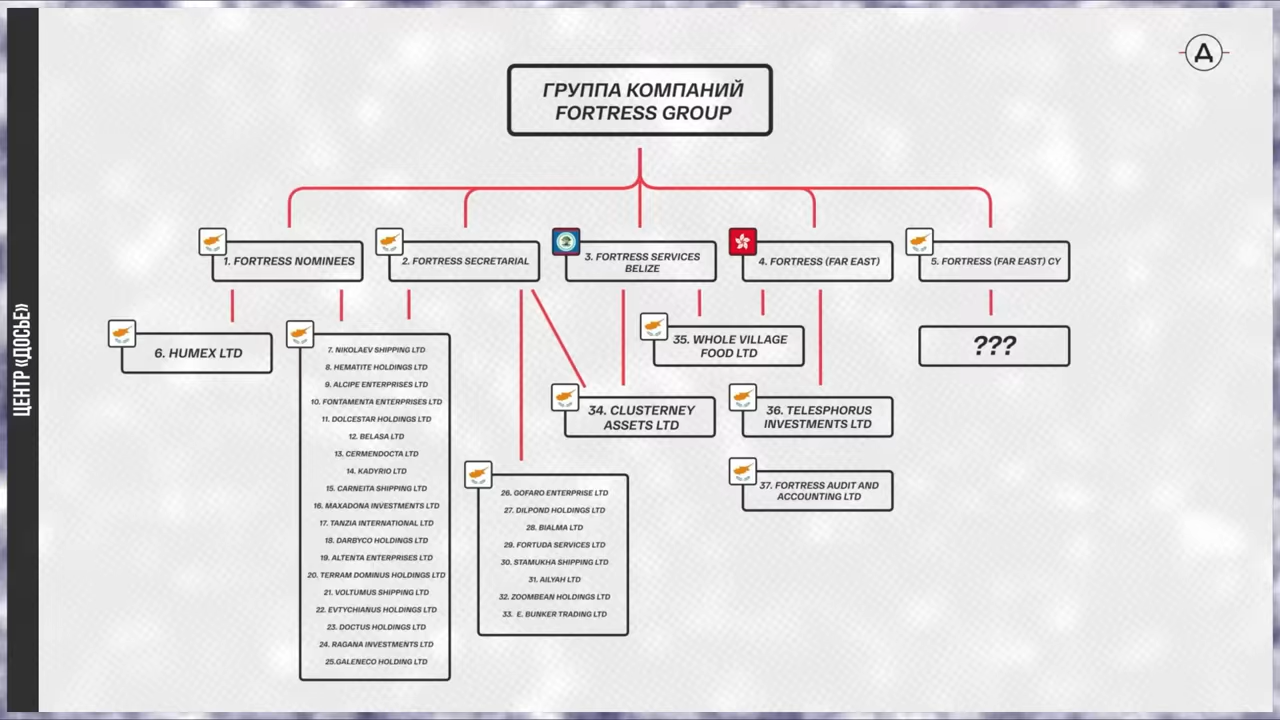 Д
ГРУППА КОМПАНИЙ
FORTRESS GROUP
1. FORTRESS NOMINEES
2. FORTRESS SECRETARIAL
3. FORTRESS SERVICES
BELIZE
4. FORTRESS (FAR EAST)
5. FORTRESS (FAR EAST) CY
6. HUMEX LTD
7. NIKOLAEV SHIPPING LTD
8. HEMATITE HOLDINGS LTD
9. ALCIPE ENTERPRISES LTD
10. FONTAMENTA ENTERPRISES LTD
11. DOLCESTAR HOLDINGS LTD
12. BELASA LTD
13. CERMENDOCTA LTD
14. KADYRIO LTD
15. CARNEITA SHIPPING LTD
16. MAXADONA INVESTMENTS LTD
17. TANZIA INTERNATIONAL LTD
18. DARBYCO HOLDINGS LTD
19. ALTENTA ENTERPRISES LTD
20. TERRAM DOMINUS HOLDINGS LTD
21. VOLTUMUS SHIPPING LTD
22. EVTYCHIANUS HOLDINGS LTD
23. DOCTUS HOLDINGS LTD
24. RAGANA INVESTMENTS LTD
25.GALENECO HOLDING LTD
26. GOFARO ENTERPRISE LTD
27. DILPOND HOLDINGS LTD
28. BIALMA LTD
29. FORTUDA SERVICES LTD
30. STAMUKHA SHIPPING LTD
31. AILYAH LTD
32. ZOOMBEAN HOLDINGS LTD
33. E. BUNKER TRADING LTD
34. CLUSTERNEY
ASSETS LTD
35. WHOLE VILLAGE
FOOD LTD
36. TELESPHORUS
INVESTMENTS LTD
37. FORTRESS AUDIT AND
ACCOUNTING LTD
???
ЦЕНТР «ДОСЬЕ»